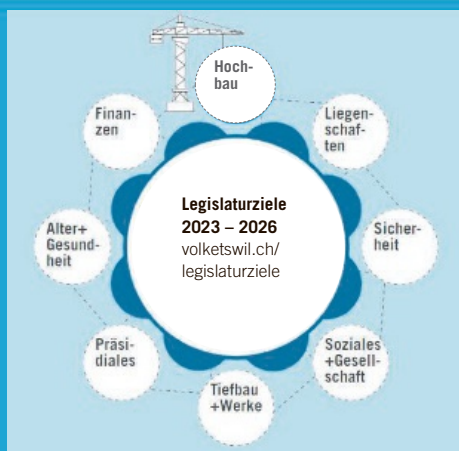 Hoch-
bau
Liegen-
schaf-
ten
Sicher-
heit
Soziales
+Gesell-
schaft
Tiefbau
+Werke
Präsi-
diales
Alter+
Gesund-
heit
Finan-
zen
Legislaturziele
2023 – 2026
volketswil.ch/
legislaturziele